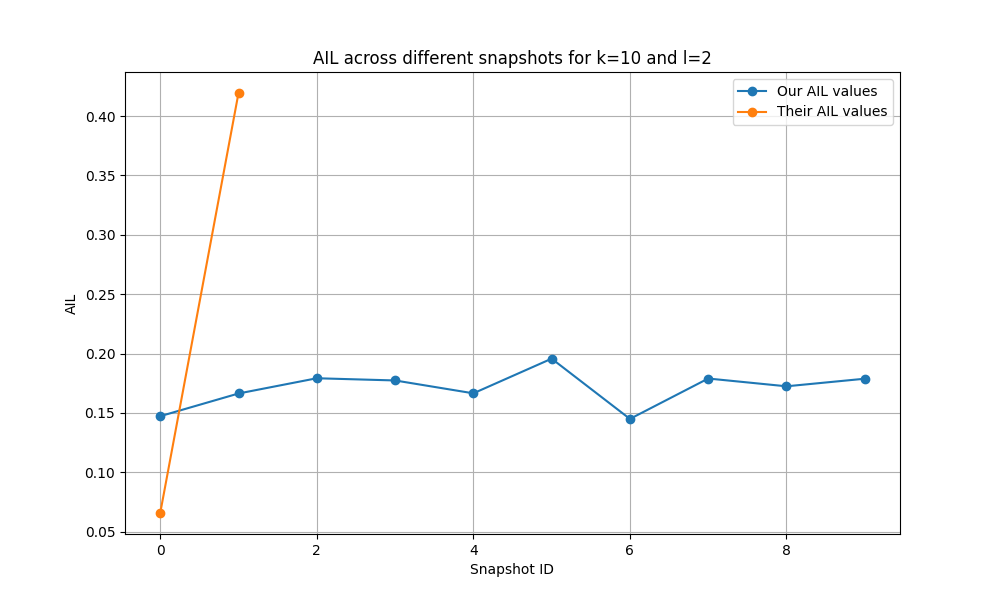 AIL across different snapshots for k=10 and l=2
Our AIL values
Their AIL values
AIL
0.40
0.35
0.30
0.25
0.20
0.15
0.10
0.05
0 2 4 6 8
Snapshot ID